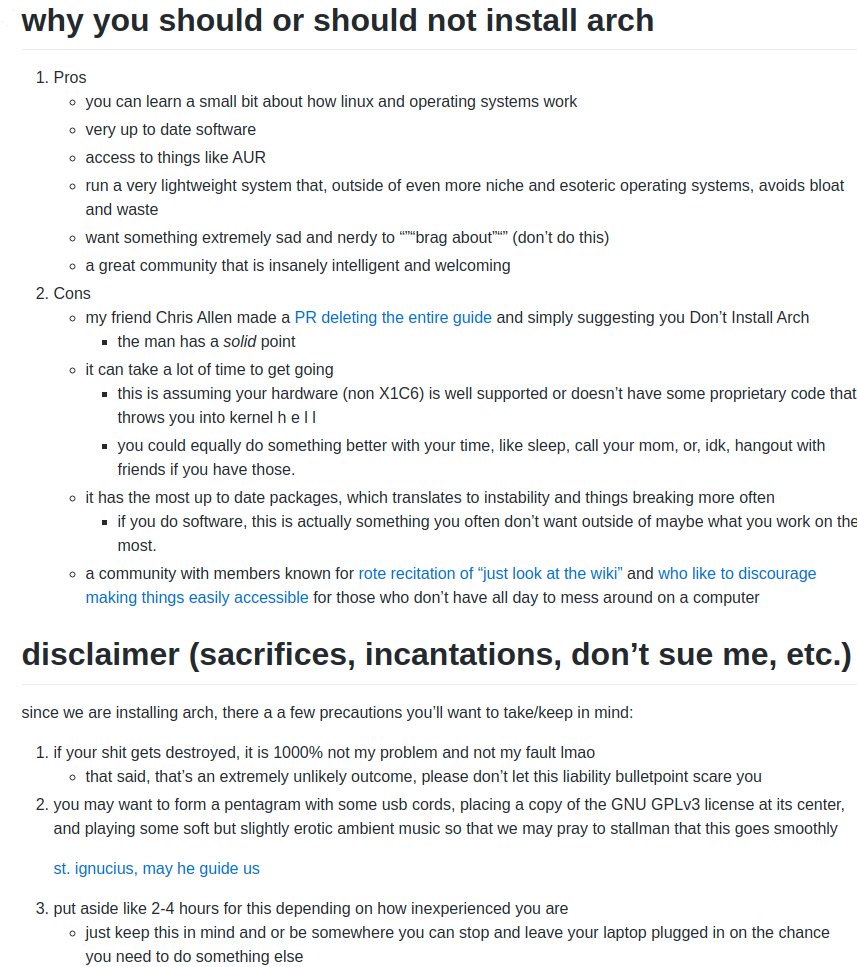 why you should or should not install arch
1. Pros
◦ you can learn a small bit about how linux and operating systems work
◦ very up to date software
◦ access to things like AUR
◦ run a very lightweight system that, outside of even more niche and esoteric operating systems, avoids bloat
and waste
◦ want something extremely sad and nerdy to “”“brag about”“” (don’t do this)
◦ a great community that is insanely intelligent and welcoming
2. Cons
◦ my friend Chris Allen made a PR deleting the entire guide and simply suggesting you Don’t Install Arch
▪ the man has a solid point
◦ it can take a lot of time to get going
▪ this is assuming your hardware (non X1C6) is well supported or doesn’t have some proprietary code that
throws you into kernel h e l l
▪ you could equally do something better with your time, like sleep, call your mom, or, idk, hangout with
friends if you have those.
◦ it has the most up to date packages, which translates to instability and things breaking more often
▪ if you do software, this is actually something you often don’t want outside of maybe what you work on the
most.
◦ a community with members known for rote recitation of “just look at the wiki” and who like to discourage
making things easily accessible for those who don’t have all day to mess around on a computer
disclaimer (sacrifices, incantations, don’t sue me, etc.)
since we are installing arch, there a a few precautions you’ll want to take/keep in mind:
1. if your shit gets destroyed, it is 1000% not my problem and not my fault lmao
◦ that said, that’s an extremely unlikely outcome, please don’t let this liability bulletpoint scare you
2. you may want to form a pentagram with some usb cords, placing a copy of the GNU GPLv3 license at its center,
and playing some soft but slightly erotic ambient music so that we may pray to stallman that this goes smoothly
st. ignucius, may he guide us
3. put aside like 2-4 hours for this depending on how inexperienced you are
◦ just keep this in mind and or be somewhere you can stop and leave your laptop plugged in on the chance
you need to do something else